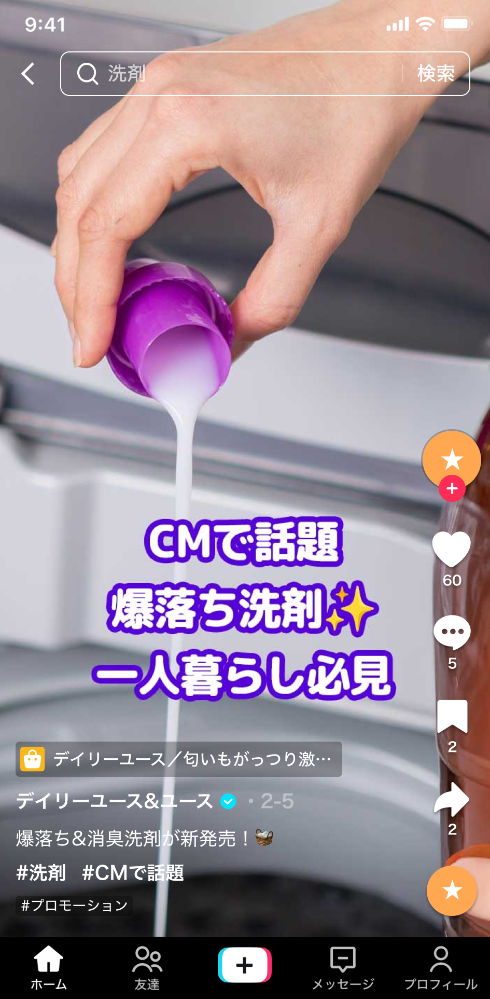 9:41
洗剤 検索
CMで話題
爆落ち洗剤✨
一人暮らし必見
60
5
2
2
デイリーユース／匂いもがっつり激…
デイリーユース&ユース ・2-5
爆落ち&消臭洗剤が新発売！🧺
#洗剤 #CMで話題
#プロモーション
ホーム 友達 メッセージ プロフィール